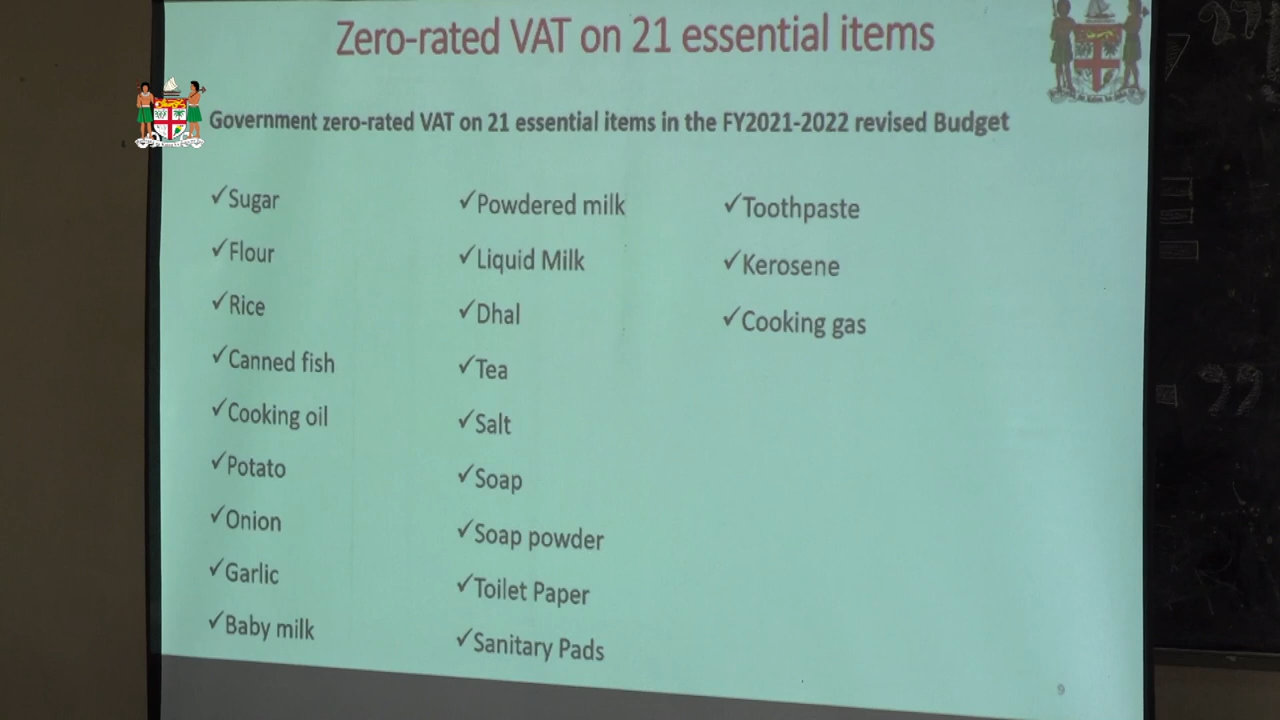 Zero-rated VAT on 21 essential items
Government zero-rated VAT on 21 essential items in the FY2021-2022 revised Budget
✓Sugar
✓Flour
✓Rice
✓Canned fish
✓Cooking oil
✓Potato
✓Onion
✓Garlic
✓Baby milk
✓Powdered milk
✓Liquid Milk
✓Dhal
✓Tea
✓Salt
✓Soap
✓Soap powder
✓Toilet Paper
✓Sanitary Pads
✓Toothpaste
✓Kerosene
✓Cooking gas
9